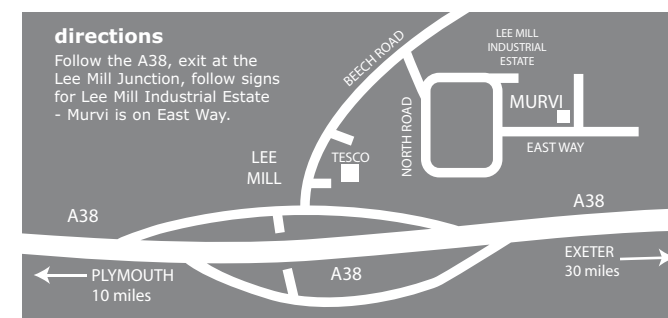 directions
Follow the A38, exit at the
Lee Mill Junction, follow signs
for Lee Mill Industrial Estate
- Murvi is on East Way.
BEECH ROAD
LEE MILL
INDUSTRIAL
ESTATE
NORTH ROAD
MURVI
EAST WAY
LEE
MILL
TESCO
A38
A38
A38
PLYMOUTH
10 miles
EXETER
30 miles